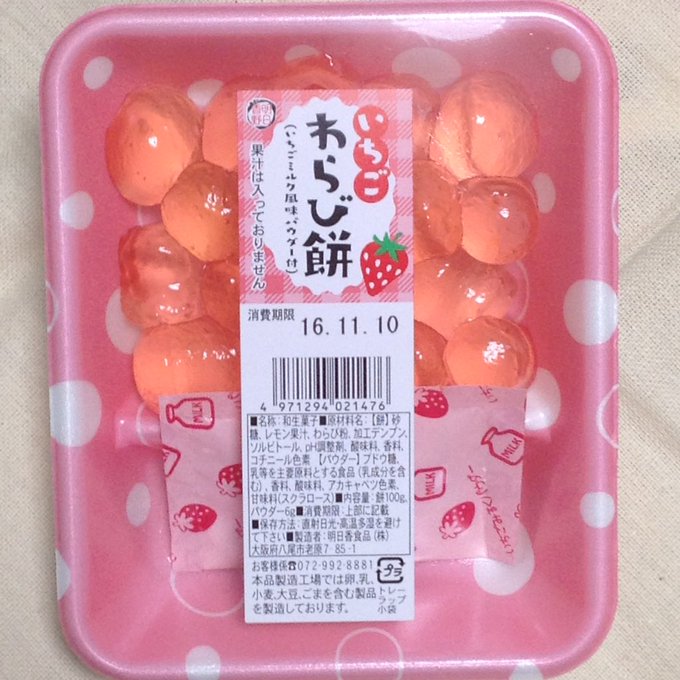 明日香野
いちご
わらび餅
(いちごミルク風味パウダー付)
果汁は入っておりません
消費期限
16.11.10
4 971294 021476
■名称:和生菓子■原材料名:【餅】砂
糖、レモン果汁、わらび粉、加工デンプン、
ソルビトール、pH調整剤、酸味料、香料、
コチニール色素 【パウダー】ブドウ糖、
乳等を主要原料とする食品(乳成分を含
む)、香料、酸味料、アカキャベツ色素、
甘味料(スクラロース)■内容量:餅100g、
パウダー6g■消費期限:上部に記載
■保存方法:直射日光・高温多湿を避け
て下さい■製造者:明日香食品(株)
大阪府八尾市老原7-85-1
お客様係☎072-992-8881
本品製造工場では卵、乳、
小麦、大豆、ごまを含む製品
を製造しております。
プラ
トレー
ラップ
小袋
MILK
MILK
MILK